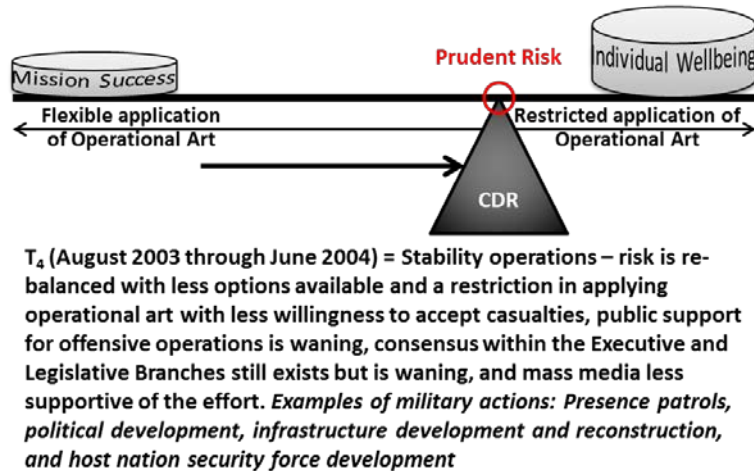 Prudent Risk
Mission Success
Individual Wellbeing
Flexible application
of Operational Art
Restricted application of
Operational Art
CDR
T4 (August 2003 through June 2004) = Stability operations – risk is re-
balanced with less options available and a restriction in applying
operational art with less willingness to accept casualties, public support
for offensive operations is waning, consensus within the Executive and
Legislative Branches still exists but is waning, and mass media less
supportive of the effort. Examples of military actions: Presence patrols,
political development, infrastructure development and reconstruction,
and host nation security force development